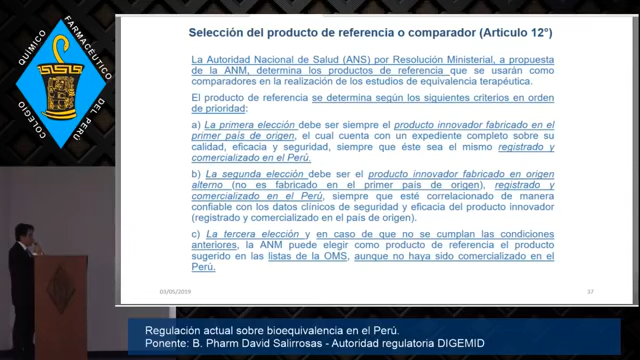 QUÍMICO
FARMACÉUTICO
COLEGIO
DEL PERÚ
Selección del producto de referencia o comparador (Articulo 12°)
La Autoridad Nacional de Salud (ANS) por Resolución Ministerial, a propuesta
de la ANM, determina los productos de referencia que se usarán como
comparadores en la realización de los estudios de equivalencia terapéutica.
El producto de referencia se determina según los siguientes criterios en orden
de prioridad:
a) La primera elección debe ser siempre el producto innovador fabricado en el
primer país de origen, el cual cuenta con un expediente completo sobre su
calidad, eficacia y seguridad, siempre que éste sea el mismo registrado y
comercializado en el Perú.
b) La segunda elección debe ser el producto innovador fabricado en origen
alterno (no es fabricado en el primer país de origen), registrado y
comercializado en el Perú, siempre que esté correlacionado de manera
confiable con los datos clínicos de seguridad y eficacia del producto innovador
(registrado y comercializado en el país de origen).
c) La tercera elección y en caso de que no se cumplan las condiciones
anteriores, la ANM puede elegir como producto de referencia el producto
sugerido en las listas de la OMS, aunque no haya sido comercializado en el
Perú.
03/05/2019
37
Regulación actual sobre bioequivalencia en el Perú.
Ponente: B. Pharm David Salirrosas - Autoridad regulatoria DIGEMID